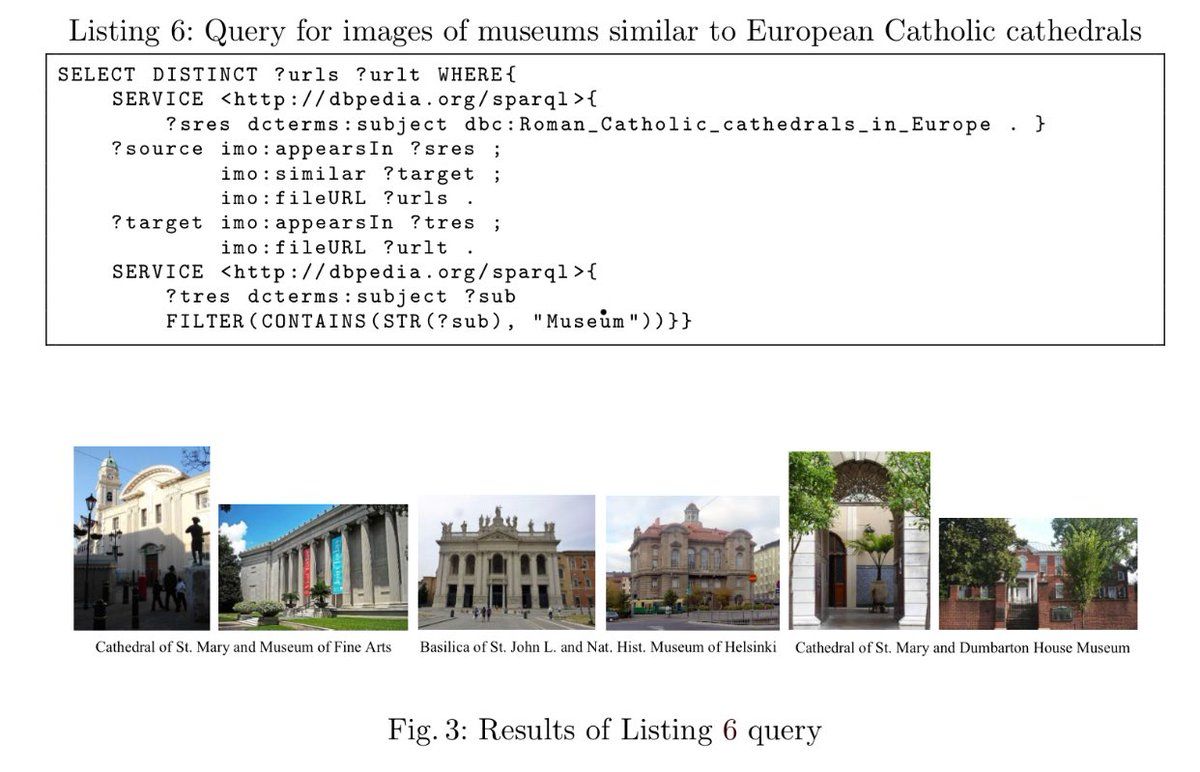 Listing 6: Query for images of museums similar to European Catholic cathedrals
SELECT DISTINCT ?urls ?urlt WHERE{
SERVICE <http://dbpedia.org/sparql>{
?sres dcterms:subject dbc:Roman_Catholic_cathedrals_in_Europe . }
?source imo:appearsIn ?sres ;
imo:similar ?target ;
imo:fileURL ?urls .
?target imo:appearsIn ?tres ;
imo:fileURL ?urlt .
SERVICE <http://dbpedia.org/sparql>{
?tres dcterms:subject ?sub
FILTER(CONTAINS(STR(?sub), "Museum"))}}
Cathedral of St. Mary and Museum of Fine Arts
Basilica of St. John L. and Nat. Hist. Museum of Helsinki
Cathedral of St. Mary and Dumbarton House Museum
Fig. 3: Results of Listing 6 query